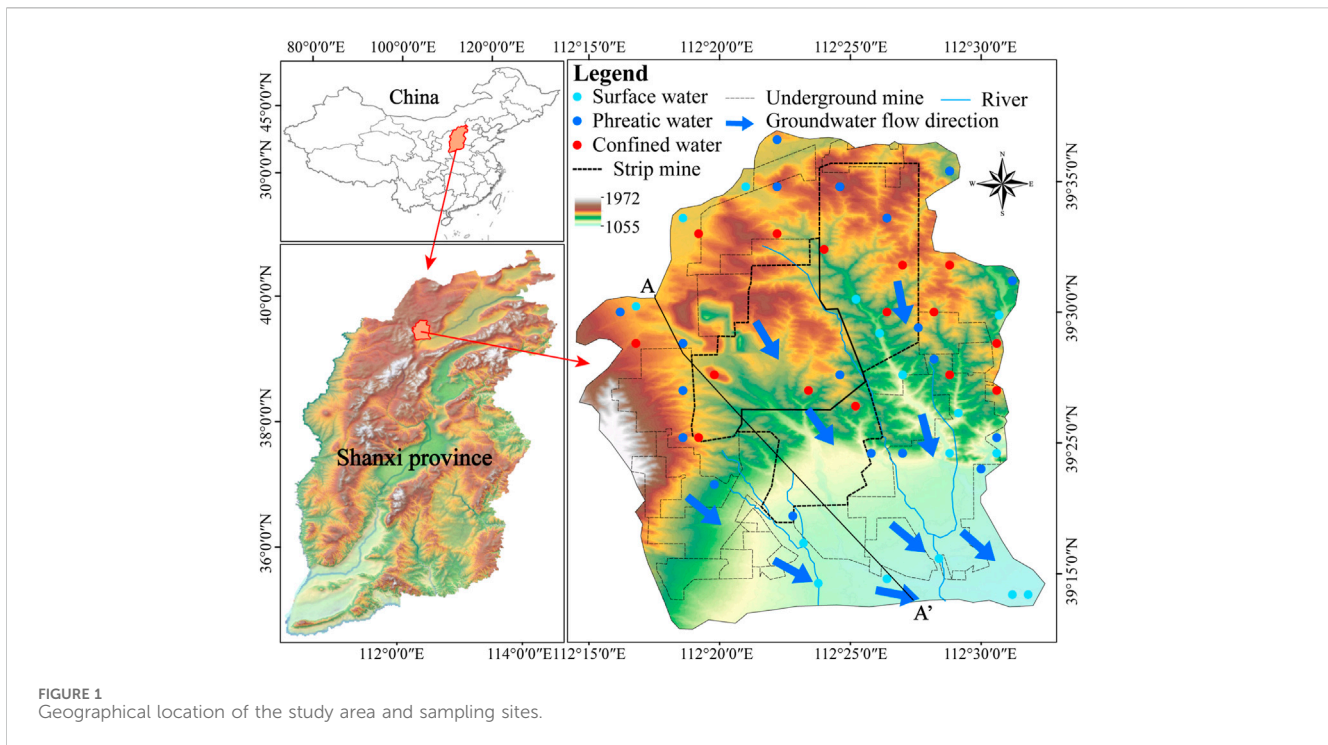 80°0′0″E 100°0′0″E 120°0′0″E 112°15′0″E 112°20′0″E 112°25′0″E 112°30′0″E
45°0′0″N
30°0′0″N
China
40°0′0″N
38°0′0″N
36°0′0″N
Shanxi province
112°0′0″E 114°0′0″E
Legend
Surface water Underground mine River
Phreatic water Groundwater flow direction
Confined water
Strip mine
1972
1055
N
W E
S
A
A'
39°35′0″N
39°30′0″N
39°25′0″N
39°15′0″N
112°15′0″E 112°20′0″E 112°25′0″E 112°30′0″E
FIGURE 1
Geographical location of the study area and sampling sites.